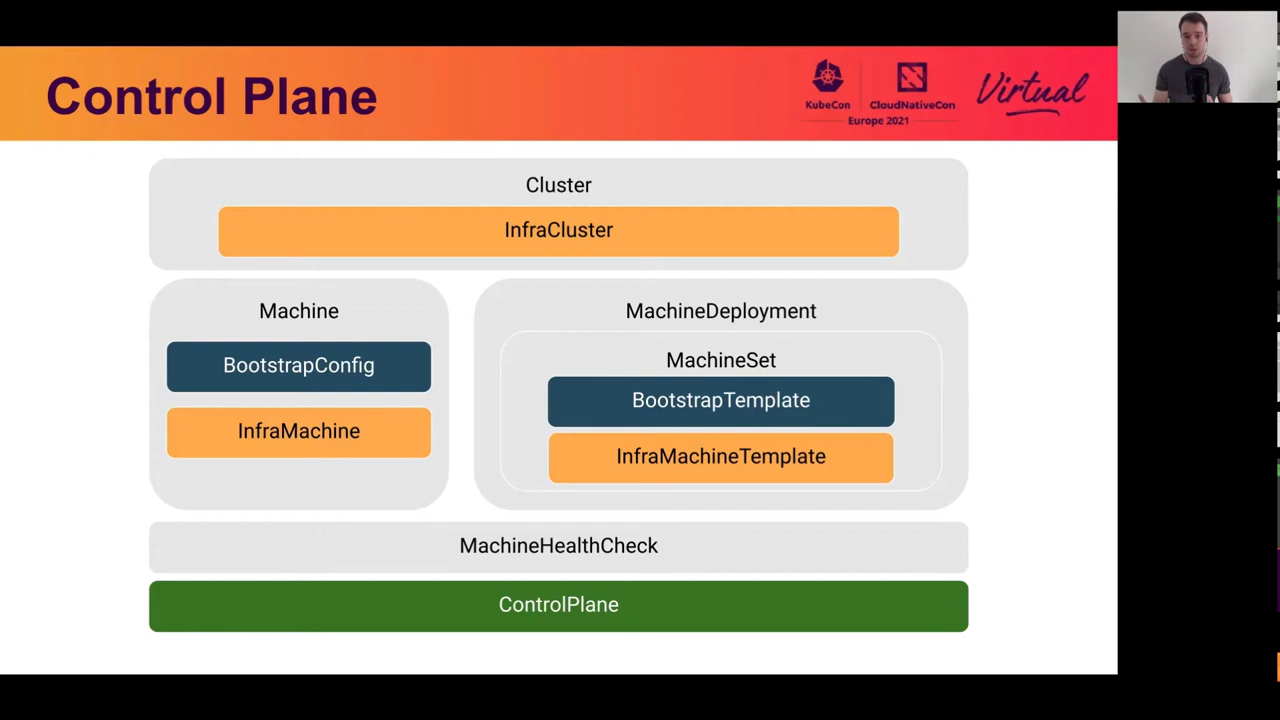 Control Plane
KubeCon
CloudNativeCon
Europe 2021
Virtual
Cluster
InfraCluster
Machine
BootstrapConfig
InfraMachine
MachineDeployment
MachineSet
BootstrapTemplate
InfraMachineTemplate
MachineHealthCheck
ControlPlane